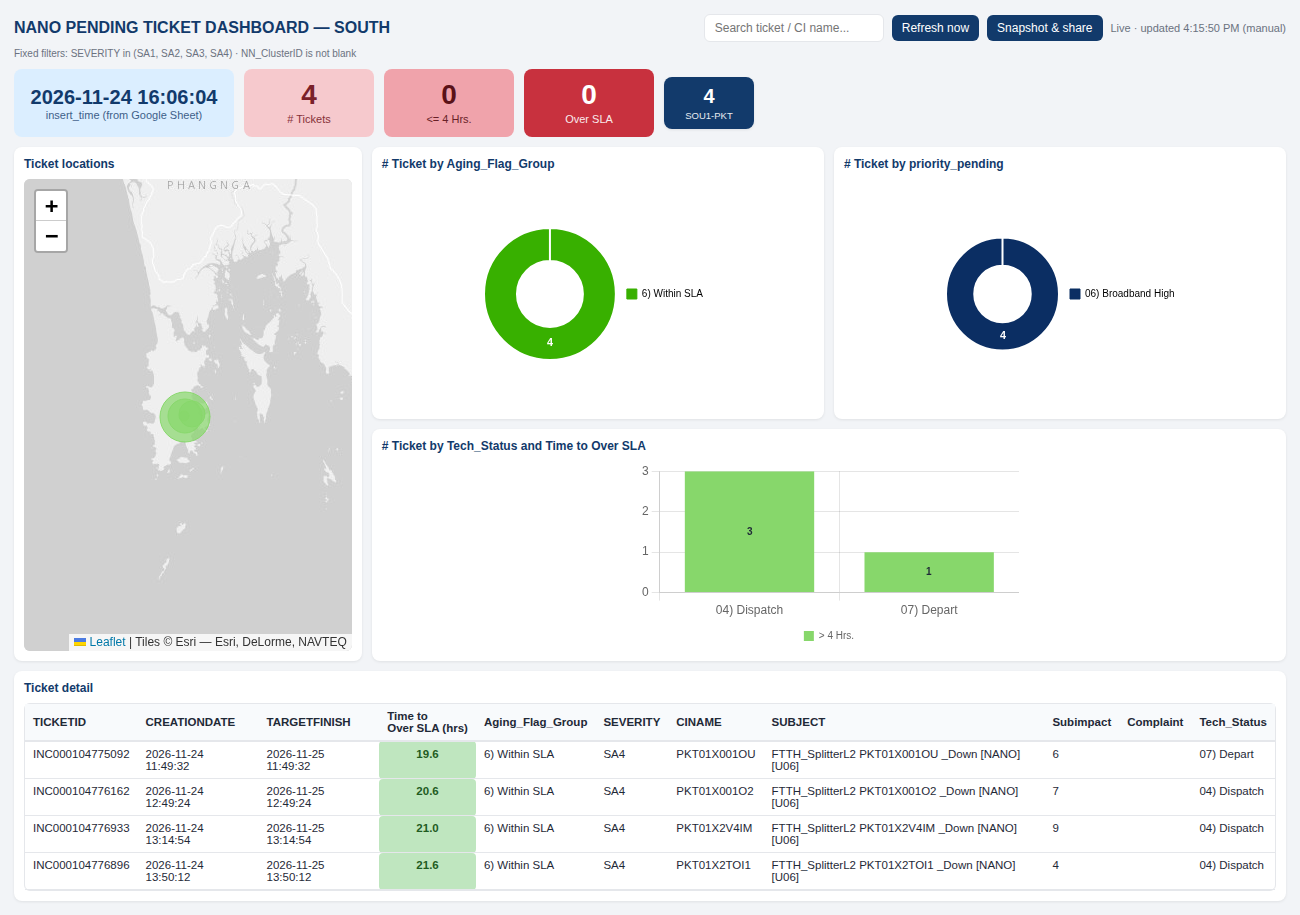 NANO PENDING TICKET DASHBOARD — SOUTH
Search ticket / CI name...
Refresh now
Snapshot & share
Live · updated 4:15:50 PM (manual)
Fixed filters: SEVERITY in (SA1, SA2, SA3, SA4) · NN_ClusterID is not blank
2026-11-24 16:06:04
insert_time (from Google Sheet)
4
# Tickets
0
<= 4 Hrs.
0
Over SLA
4
SOU1-PKT
Ticket locations
PHANGNGA
+
−
Leaflet | Tiles © Esri — Esri, DeLorme, NAVTEQ
# Ticket by Aging_Flag_Group
4
6) Within SLA
# Ticket by priority_pending
4
06) Broadband High
# Ticket by Tech_Status and Time to Over SLA
3
2
1
0
3
1
04) Dispatch
07) Depart
> 4 Hrs.
Ticket detail
TICKETID CREATIONDATE TARGETFINISH Time to Over SLA (hrs) Aging_Flag_Group SEVERITY CINAME SUBJECT Subimpact Complaint Tech_Status
INC000104775092 2026-11-24 11:49:32 2026-11-25 11:49:32 19.6 6) Within SLA SA4 PKT01X001OU FTTH_SplitterL2 PKT01X001OU _Down [NANO] [U06] 6 07) Depart
INC000104776162 2026-11-24 12:49:24 2026-11-25 12:49:24 20.6 6) Within SLA SA4 PKT01X001O2 FTTH_SplitterL2 PKT01X001O2 _Down [NANO] [U06] 7 04) Dispatch
INC000104776933 2026-11-24 13:14:54 2026-11-25 13:14:54 21.0 6) Within SLA SA4 PKT01X2V4IM FTTH_SplitterL2 PKT01X2V4IM _Down [NANO] [U06] 9 04) Dispatch
INC000104776896 2026-11-24 13:50:12 2026-11-25 13:50:12 21.6 6) Within SLA SA4 PKT01X2TOI1 FTTH_SplitterL2 PKT01X2TOI1 _Down [NANO] [U06] 4 04) Dispatch